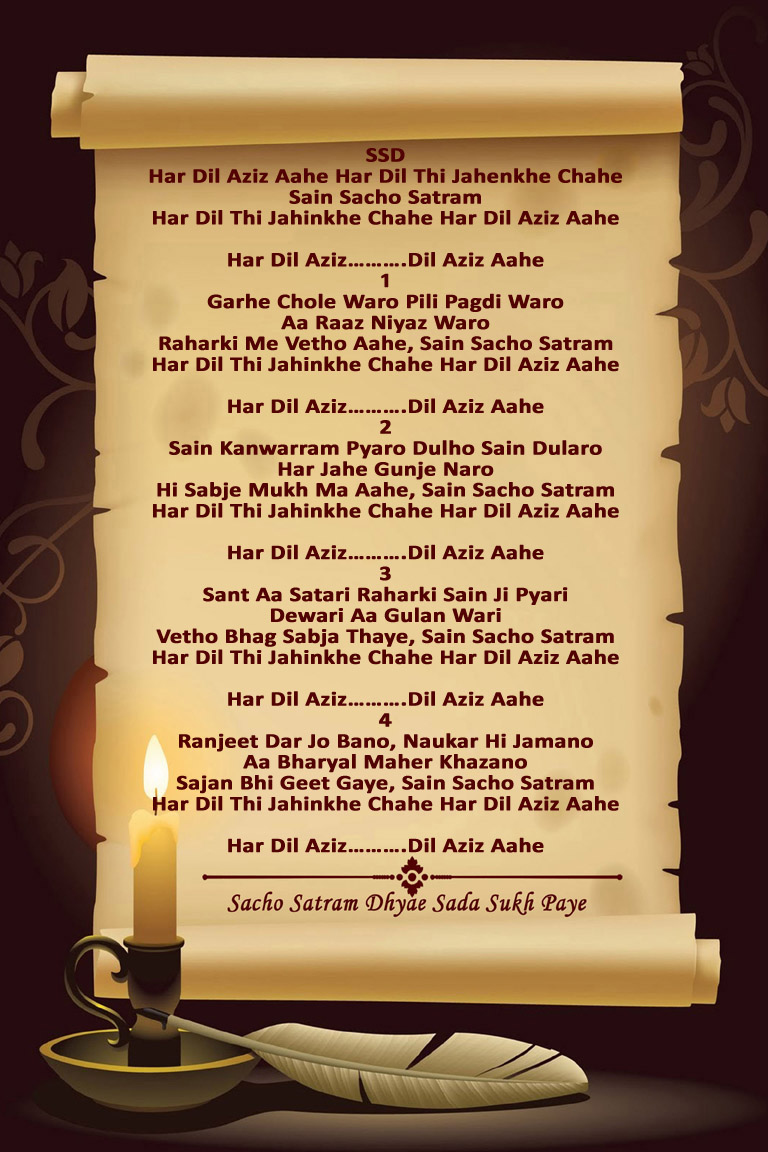 SSD
Har Dil Aziz Aahe Har Dil Thi Jahenkhe Chahe
Sain Sacho Satram
Har Dil Thi Jahinkhe Chahe Har Dil Aziz Aahe
Har Dil Aziz……….Dil Aziz Aahe
1
Garhe Chole Waro Pili Pagdi Waro
Aa Raaz Niyaz Waro
Raharki Me Vetho Aahe, Sain Sacho Satram
Har Dil Thi Jahinkhe Chahe Har Dil Aziz Aahe
Har Dil Aziz……….Dil Aziz Aahe
2
Sain Kanwarram Pyaro Dulho Sain Dularo
Har Jahe Gunje Naro
Hi Sabje Mukh Ma Aahe, Sain Sacho Satram
Har Dil Thi Jahinkhe Chahe Har Dil Aziz Aahe
Har Dil Aziz……….Dil Aziz Aahe
3
Sant Aa Satari Raharki Sain Ji Pyari
Dewari Aa Gulan Wari
Vetho Bhag Sabja Thaye, Sain Sacho Satram
Har Dil Thi Jahinkhe Chahe Har Dil Aziz Aahe
Har Dil Aziz……….Dil Aziz Aahe
4
Ranjeet Dar Jo Bano, Naukar Hi Jamano
Aa Bharyal Maher Khazano
Sajan Bhi Geet Gaye, Sain Sacho Satram
Har Dil Thi Jahinkhe Chahe Har Dil Aziz Aahe
Har Dil Aziz……….Dil Aziz Aahe
Sacho Satram Dhyae Sada Sukh Paye